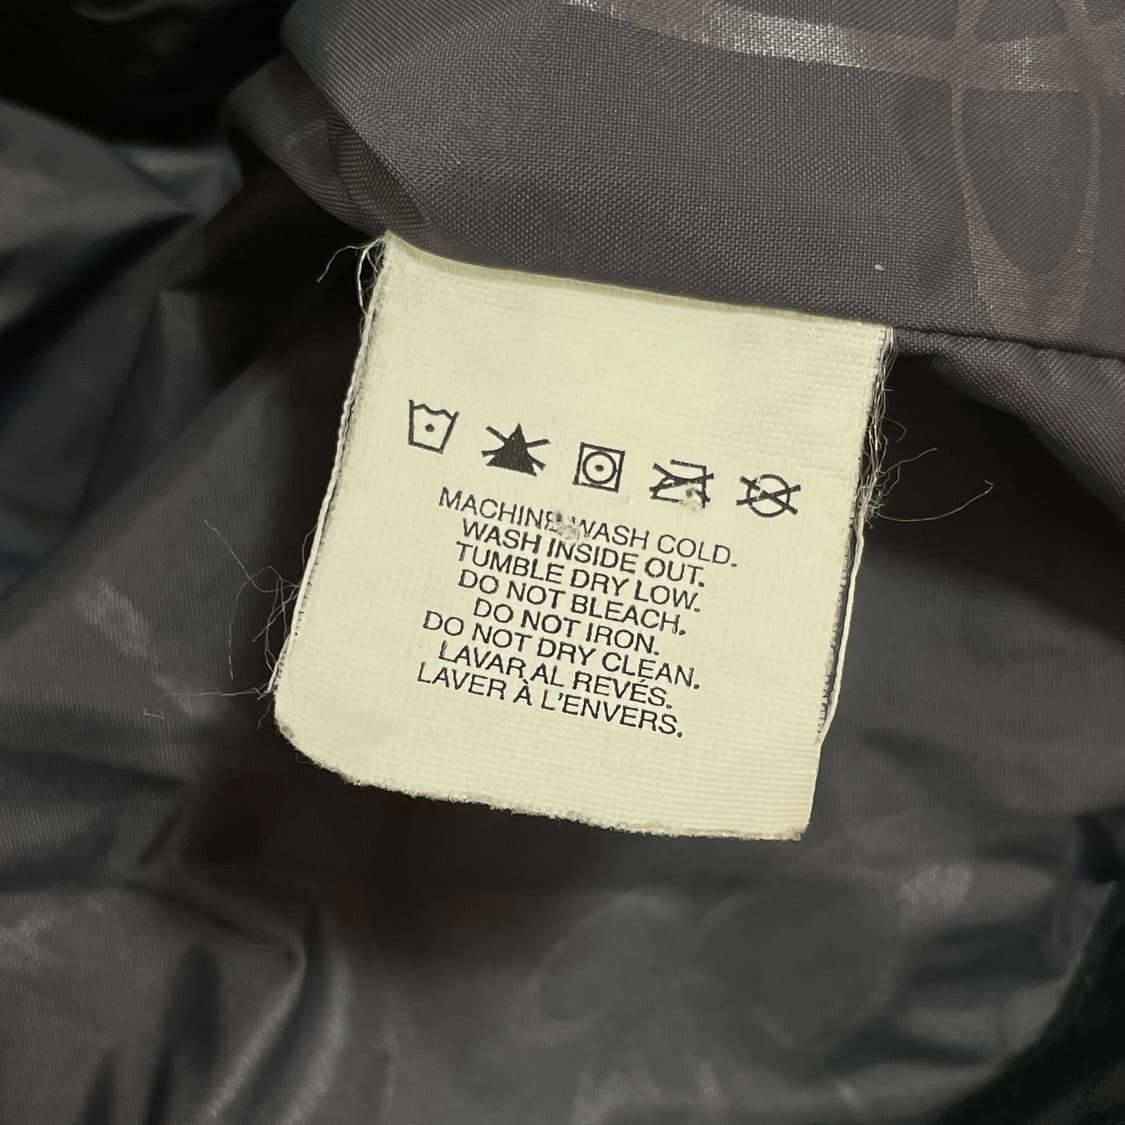 MACHINE WASH COLD.
WASH INSIDE OUT.
TUMBLE DRY LOW.
DO NOT BLEACH.
DO NOT IRON.
DO NOT DRY CLEAN.
LAVAR AL REVÉS.
LAVER À L'ENVERS.